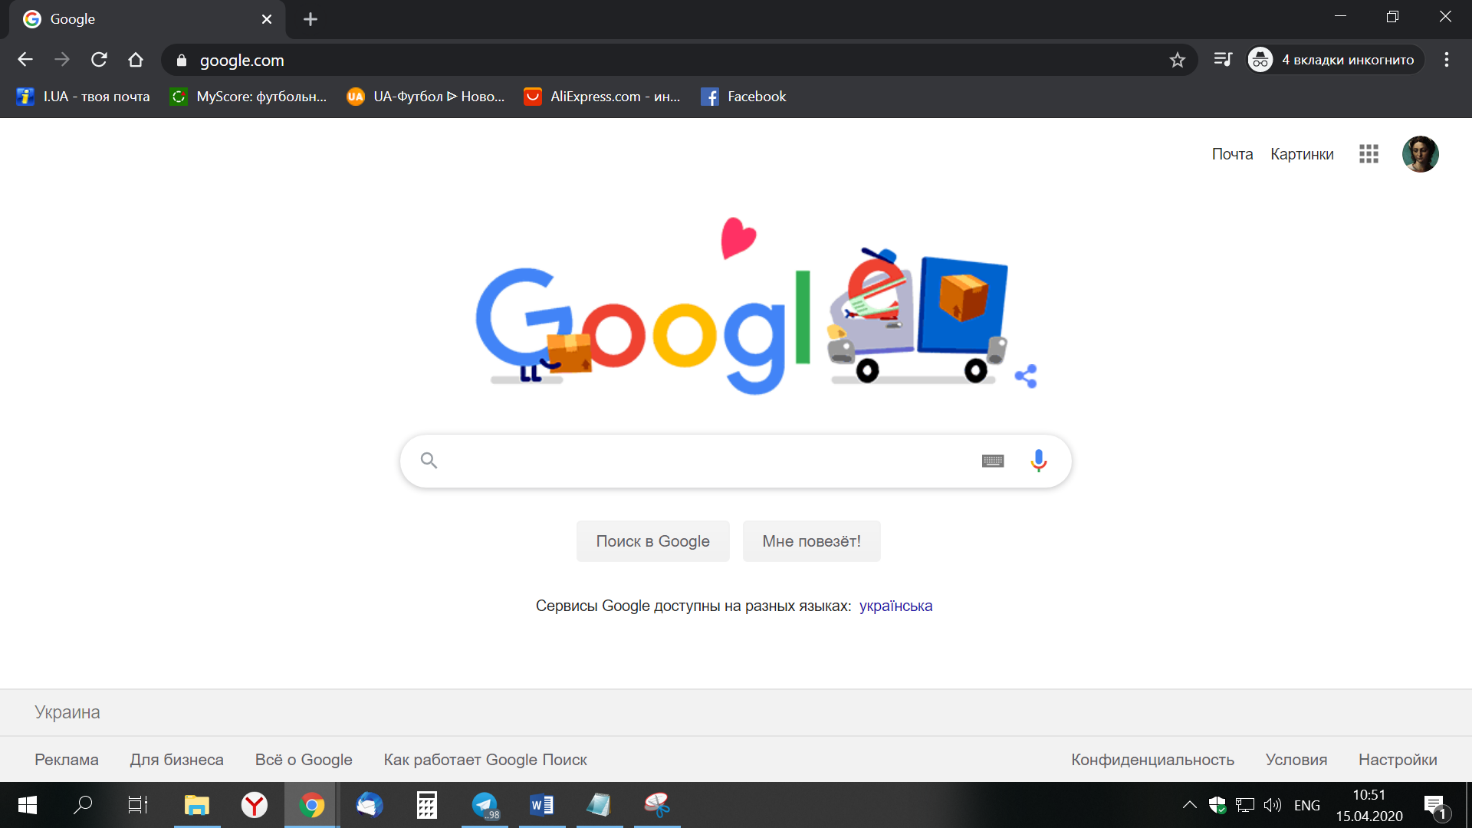 Google
google.com
4 вкладки инкогнито
I.UA - твоя почта
MyScore: футбольн...
UA-Футбол ᐅ Ново...
AliExpress.com - ин...
Facebook
Почта Картинки
Google
Поиск в Google
Мне повезёт!
Сервисы Google доступны на разных языках: українська
Украина
Реклама Для бизнеса Всё о Google Как работает Google Поиск Конфиденциальность Условия Настройки
98
ENG
10:51
15.04.2020
1